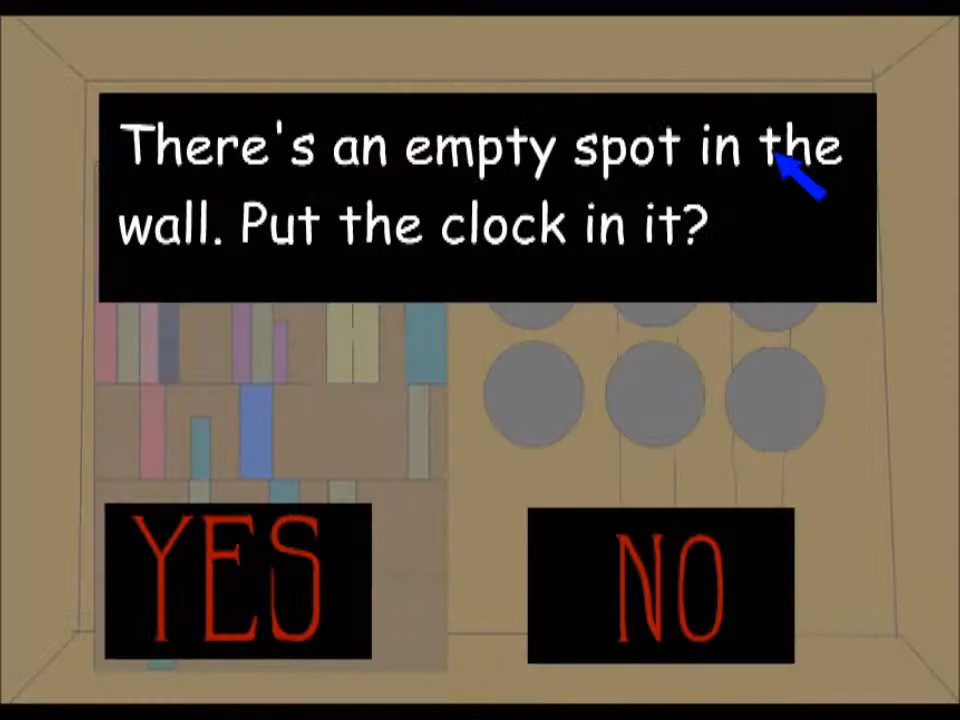 There's an empty spot in the
wall. Put the clock in it?
YES
NO